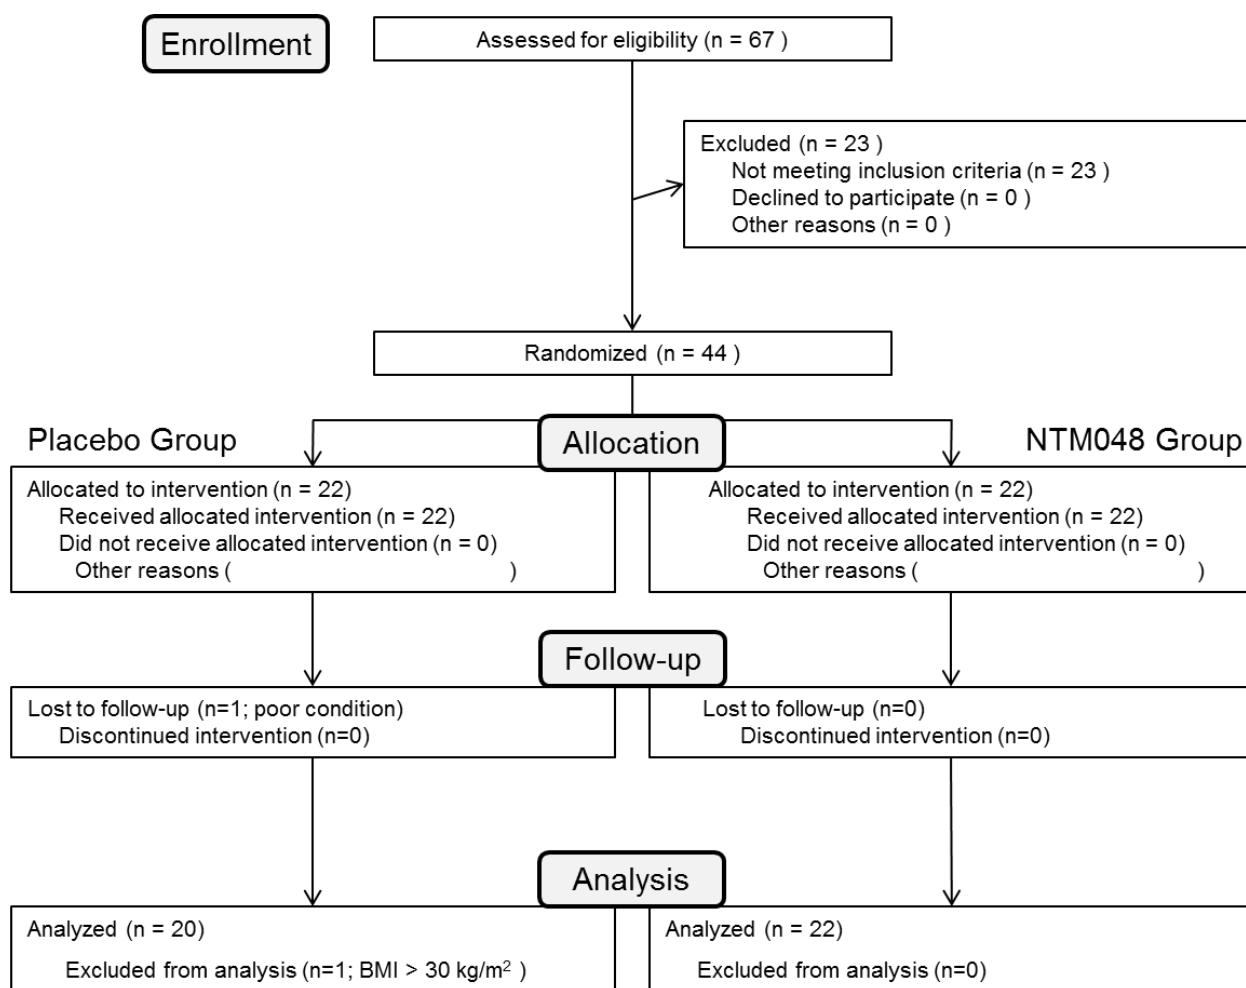 Enrollment
Assessed for eligibility (n = 67 )
Excluded (n = 23 )
Not meeting inclusion criteria (n = 23 )
Declined to participate (n = 0 )
Other reasons (n = 0 )
Randomized (n = 44 )
Placebo Group
Allocation
NTM048 Group
Allocated to intervention (n = 22)
Received allocated intervention (n = 22)
Did not receive allocated intervention (n = 0)
Other reasons ( )
Allocated to intervention (n = 22)
Received allocated intervention (n = 22)
Did not receive allocated intervention (n = 0)
Other reasons ( )
Follow-up
Lost to follow-up (n=1; poor condition)
Discontinued intervention (n=0)
Lost to follow-up (n=0)
Discontinued intervention (n=0)
Analysis
Analyzed (n = 20)
Excluded from analysis (n=1; BMI > 30 kg/m² )
Analyzed (n = 22)
Excluded from analysis (n=0)